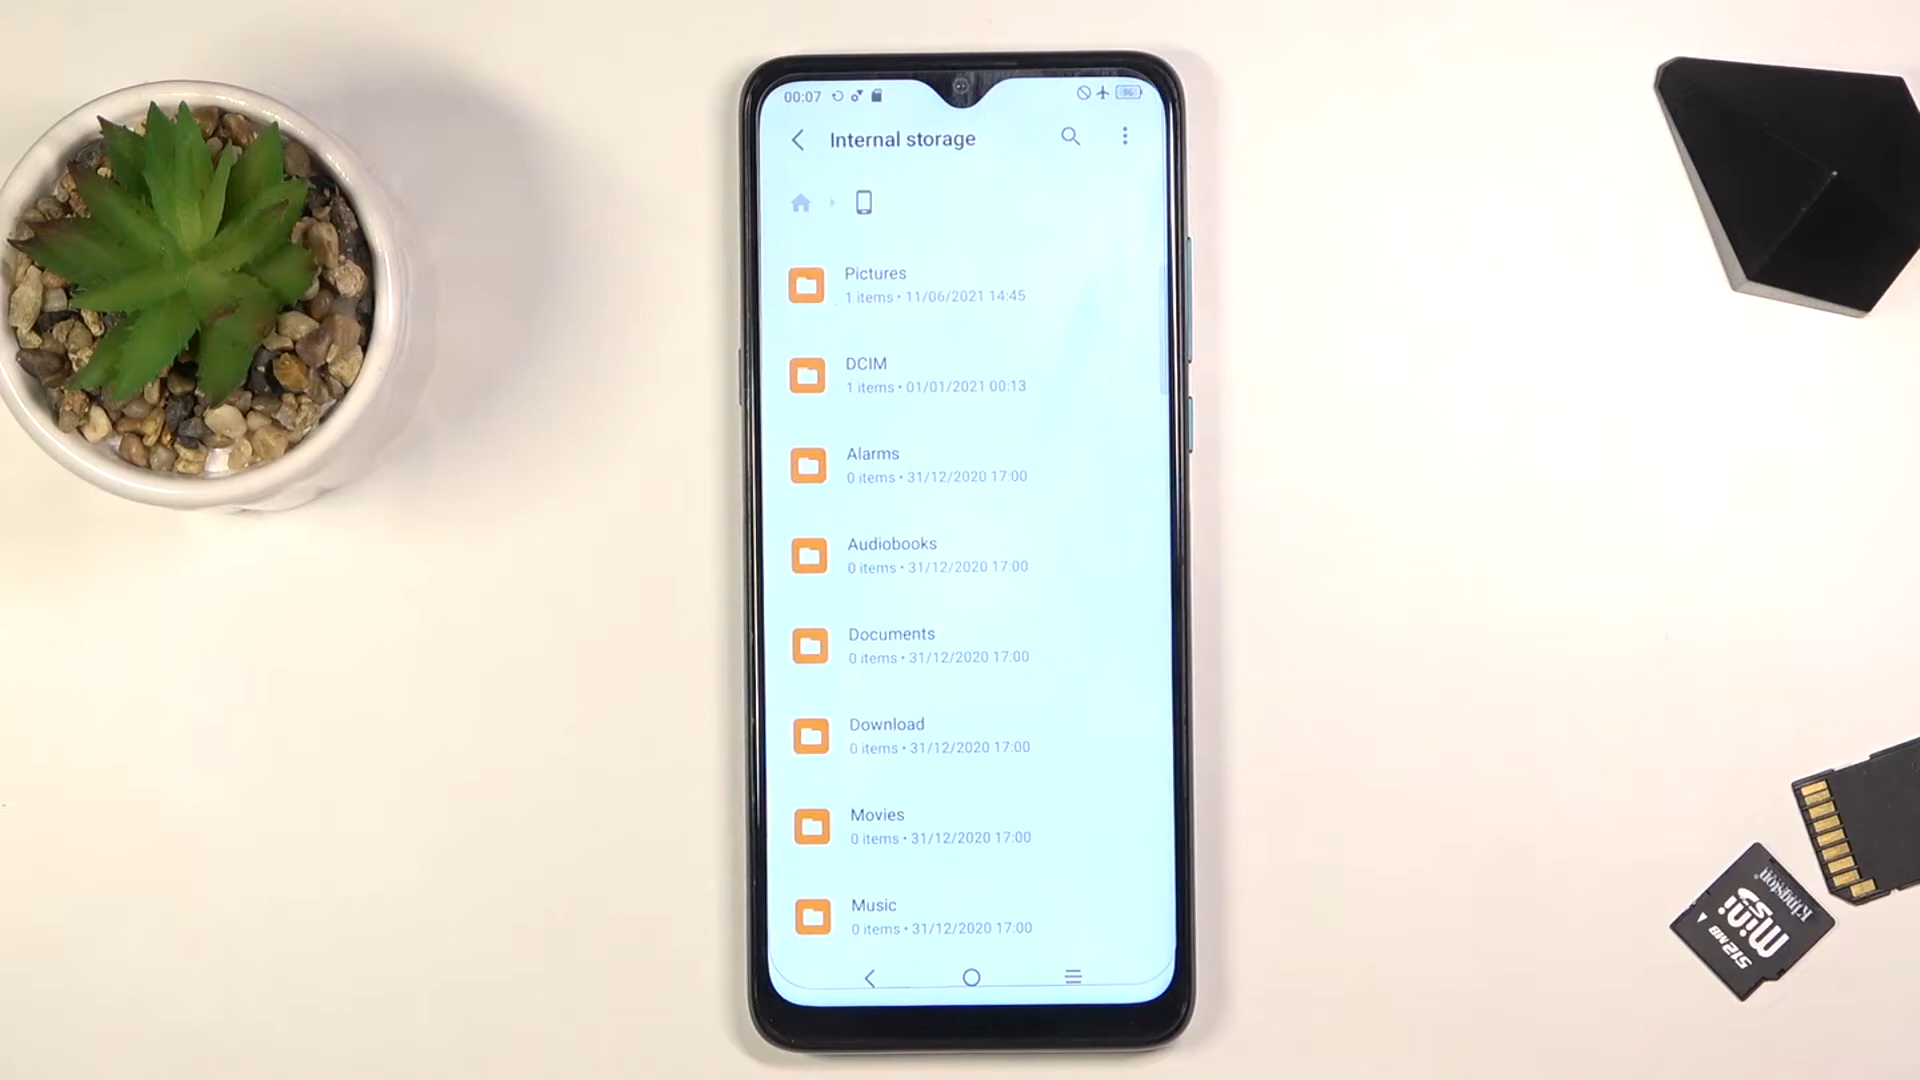 00:07
96
Internal storage
Pictures
1 items • 11/06/2021 14:45
DCIM
1 items • 01/01/2021 00:13
Alarms
0 items • 31/12/2020 17:00
Audiobooks
0 items • 31/12/2020 17:00
Documents
0 items • 31/12/2020 17:00
Download
0 items • 31/12/2020 17:00
Movies
0 items • 31/12/2020 17:00
Music
0 items • 31/12/2020 17:00
Kingston
mini
SD
512 MB